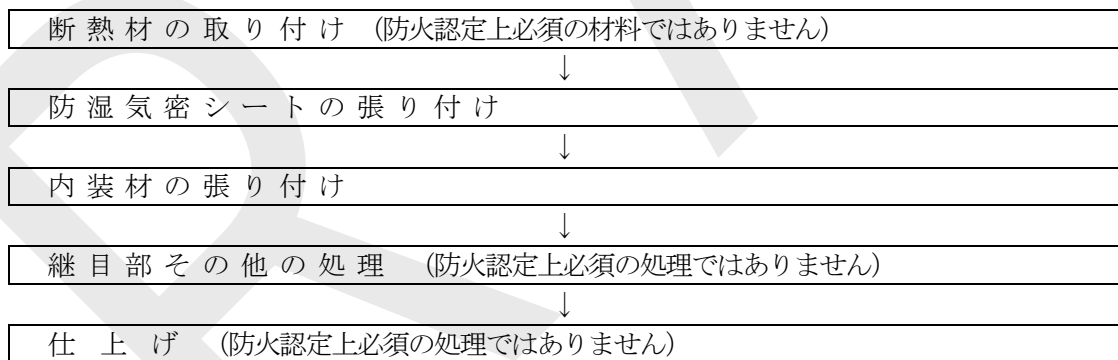 断熱材の取り付け (防火認定上必須の材料ではありません)
↓
防湿気密シートの張り付け
↓
内装材の張り付け
↓
継目部その他の処理 (防火認定上必須の処理ではありません)
↓
仕上げ (防火認定上必須の処理ではありません)